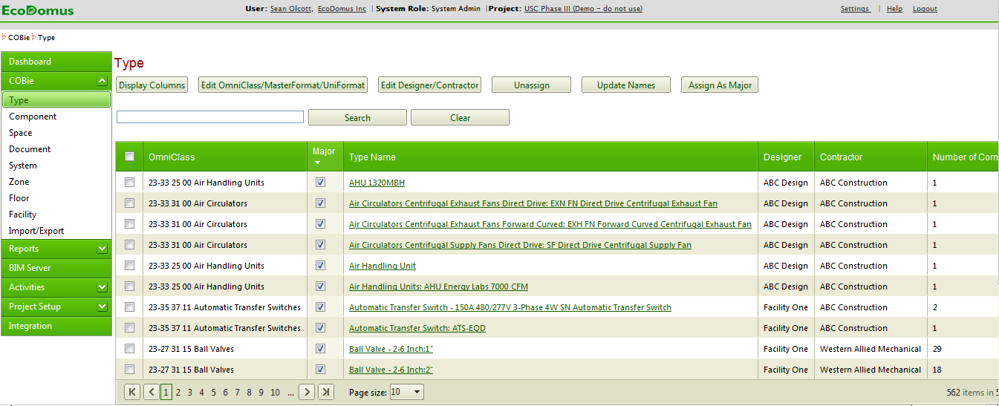 EcoDomus
User: Sean Olcott, EcoDomus Inc | System Role: System Admin | Project: USC Phase III (Demo - do not use)
Settings | Help Logout
COBie Type
Dashboard
COBie
Type
Component
Space
Document
System
Zone
Floor
Facility
Import/Export
Reports
BIM Server
Activities
Project Setup
Integration
Type
Display Columns Edit OmniClass/MasterFormat/UniFormat Edit Designer/Contractor Unassign Update Names Assign As Major
Search Clear
OmniClass Major Type Name Designer Contractor Number of Com
23-33 25 00 Air Handling Units AHU 1320MBH ABC Design ABC Construction 1
23-33 31 00 Air Circulators Air Circulators Centrifugal Exhaust Fans Direct Drive: EXN FN Direct Drive Centrifugal Exhaust Fan ABC Design ABC Construction 1
23-33 31 00 Air Circulators Air Circulators Centrifugal Exhaust Fans Forward Curved: EXH FN Forward Curved Centrifugal Exhaust Fan ABC Design ABC Construction 1
23-33 31 00 Air Circulators Air Circulators Centrifugal Supply Fans Direct Drive: SF Direct Drive Centrifugal Supply Fan ABC Design ABC Construction 1
23-33 25 00 Air Handling Units Air Handling Unit ABC Design ABC Construction 1
23-33 25 00 Air Handling Units Air Handling Units: AHU Energy Labs 7000 CFM ABC Design ABC Construction 1
23-35 37 11 Automatic Transfer Switches Automatic Transfer Switch - 150A 480/277V 3-Phase 4W SN Automatic Transfer Switch Facility One ABC Construction 2
23-35 37 11 Automatic Transfer Switches Automatic Transfer Switch: ATS-EQD Facility One ABC Construction 1
23-27 31 15 Ball Valves Ball Valve - 2-6 Inch:1" Facility One Western Allied Mechanical 29
23-27 31 15 Ball Valves Ball Valve - 2-6 Inch:2" Facility One Western Allied Mechanical 18
1 2 3 4 5 6 7 8 9 10 ... Page size: 10 562 items in 5